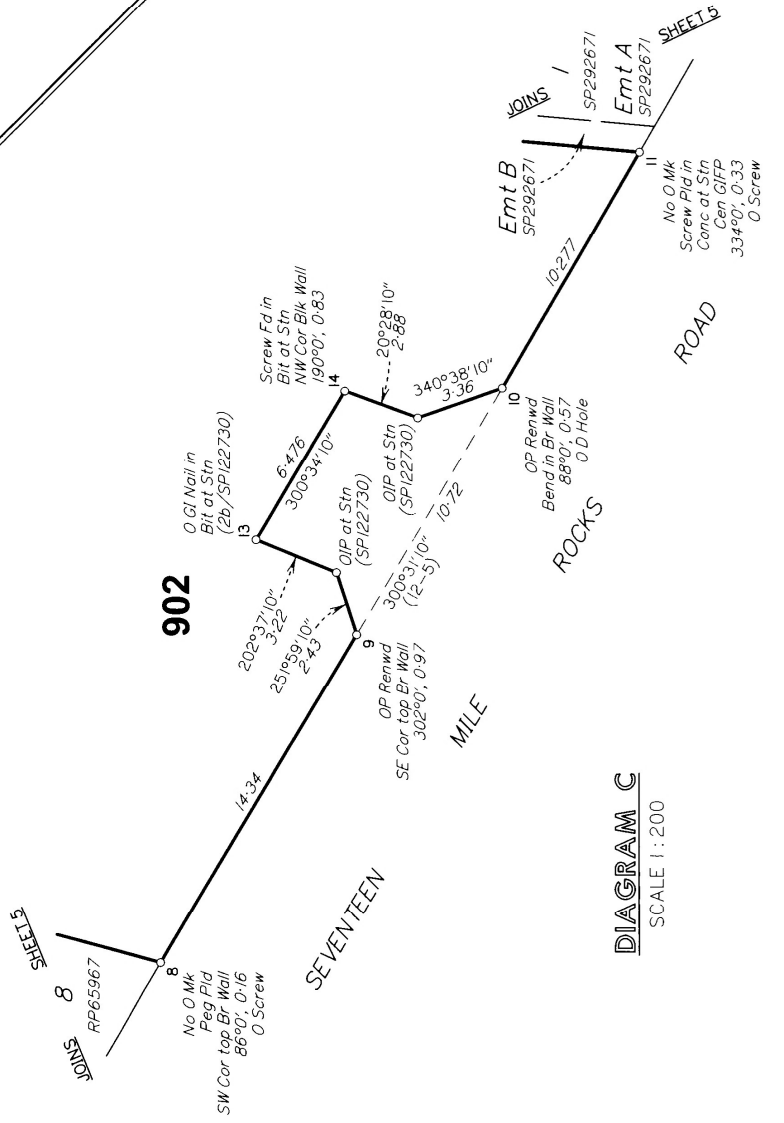 SHEET 5
8
JOINS
RP65967
8
No O Mk
Peg Pld
SW Cor top Br Wall
86°0', 0·16
O Screw
14·34
902
O GI Nail in
Bit at Stn
(2b/SP122730)
13
6·476
300°34'10"
Screw Fd in
Bit at Stn
NW Cor Blk Wall
190°0', 0·83
14
202°37'10"
3·22
251°59'10"
2·43
OIP at Stn
(SP122730)
20°28'10"
2·88
OIP at Stn
(SP122730)
340°38'10"
3·36
9
OP Renwd
SE Cor top Br Wall
302°0', 0·97
10·72
300°31'10"
(12-5)
10
OP Renwd
Bend in Br Wall
88°0', 0·57
O D Hole
10·277
Emt B
SP292671
JOINS
1
SP292671
Emt A
SP292671
SHEET 5
11
No O Mk
Screw Pld in
Conc at Stn
Cen GIFP
334°0', 0·33
O Screw
SEVENTEEN MILE ROCKS ROAD
DIAGRAM C
SCALE 1:200